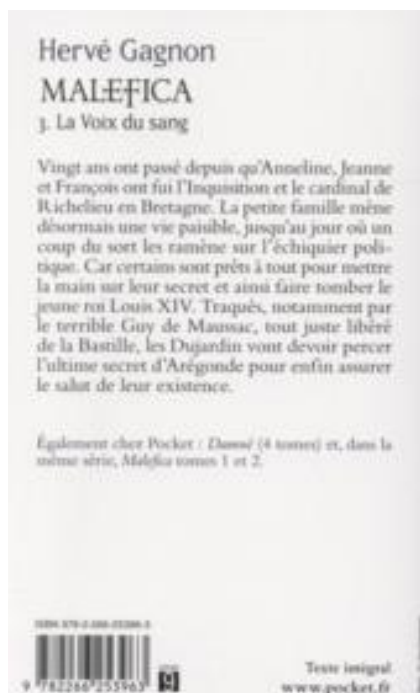 Hervé Gagnon
MALEFICA
3. La Voix du sang
Vingt ans ont passé depuis qu'Anneline, Jeanne
et François ont fui l'Inquisition et le cardinal de
Richelieu en Bretagne. La petite famille mène
désormais une vie paisible, jusqu'au jour où un
coup du sort les ramène sur l'échiquier poli-
tique. Car certains sont prêts à tout pour mettre
la main sur leur secret et ainsi faire tomber le
jeune roi Louis XIV. Traqués, notamment par
le terrible Guy de Maussac, tout juste libéré
de la Bastille, les Dujardin vont devoir percer
l'ultime secret d'Arégonde pour enfin assurer
le salut de leur existence.
Également chez Pocket : Damné (4 tomes) et, dans la
même série, Malefica tomes 1 et 2.
9 782266 253963
Texte intégral
www.pocket.fr